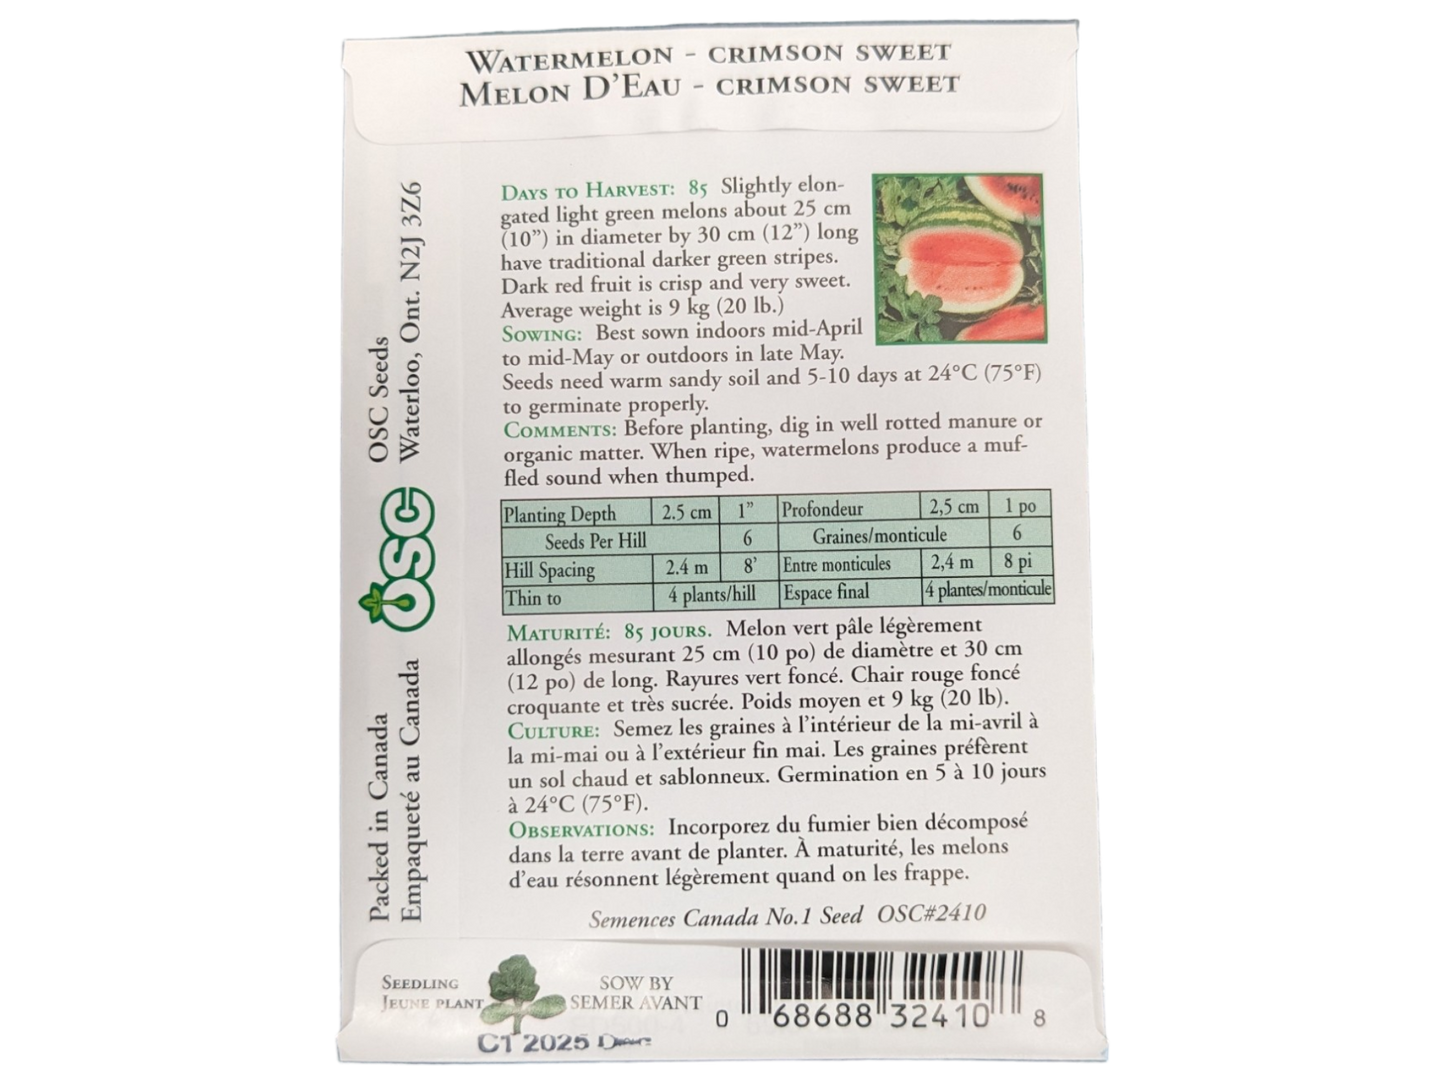 WATERMELON - CRIMSON SWEET
MELON D'EAU - CRIMSON SWEET
DAYS TO HARVEST: 85 Slightly elon-
gated light green melons about 25 cm
(10”) in diameter by 30 cm (12”) long
have traditional darker green stripes.
Dark red fruit is crisp and very sweet.
Average weight is 9 kg (20 lb.)
SOWING: Best sown indoors mid-April
to mid-May or outdoors in late May.
Seeds need warm sandy soil and 5-10 days at 24°C (75°F)
to germinate properly.
COMMENTS: Before planting, dig in well rotted manure or
organic matter. When ripe, watermelons produce a muf-
fled sound when thumped.
Planting Depth 2.5 cm 1” Profondeur 2,5 cm 1 po
Seeds Per Hill 6 Graines/monticule 6
Hill Spacing 2.4 m 8’ Entre monticules 2,4 m 8 pi
Thin to 4 plants/hill Espace final 4 plantes/monticule
MATURITÉ: 85 JOURS. Melon vert pâle légèrement
allongés mesurant 25 cm (10 po) de diamètre et 30 cm
(12 po) de long. Rayures vert foncé. Chair rouge foncé
croquante et très sucrée. Poids moyen et 9 kg (20 lb).
CULTURE: Semez les graines à l'intérieur de la mi-avril à
la mi-mai ou à l'extérieur fin mai. Les graines préfèrent
un sol chaud et sablonneux. Germination en 5 à 10 jours
à 24°C (75°F).
OBSERVATIONS: Incorporez du fumier bien décomposé
dans la terre avant de planter. À maturité, les melons
d'eau résonnent légèrement quand on les frappe.
Semences Canada No.1 Seed OSC#2410
OSC Seeds
Waterloo, Ont. N2J 3Z6
OSC
Packed in Canada
Empaqueté au Canada
SEEDLING
JEUNE PLANT
SOW BY
SEMER AVANT
CT 2025
0 68688 32410 8